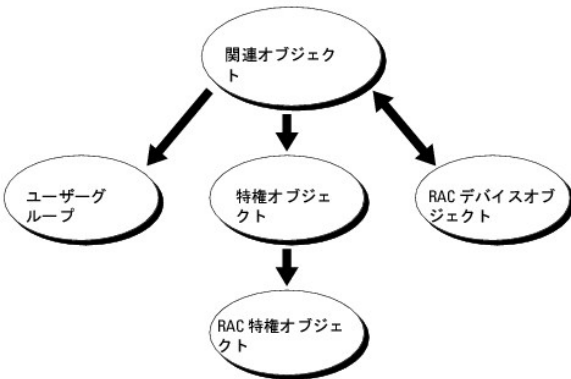 関連オブジェク
ト
ユーザーグ
ループ
特権オブジェ
クト
RAC デバイスオブ
ジェクト
RAC 特権オブジェ
クト